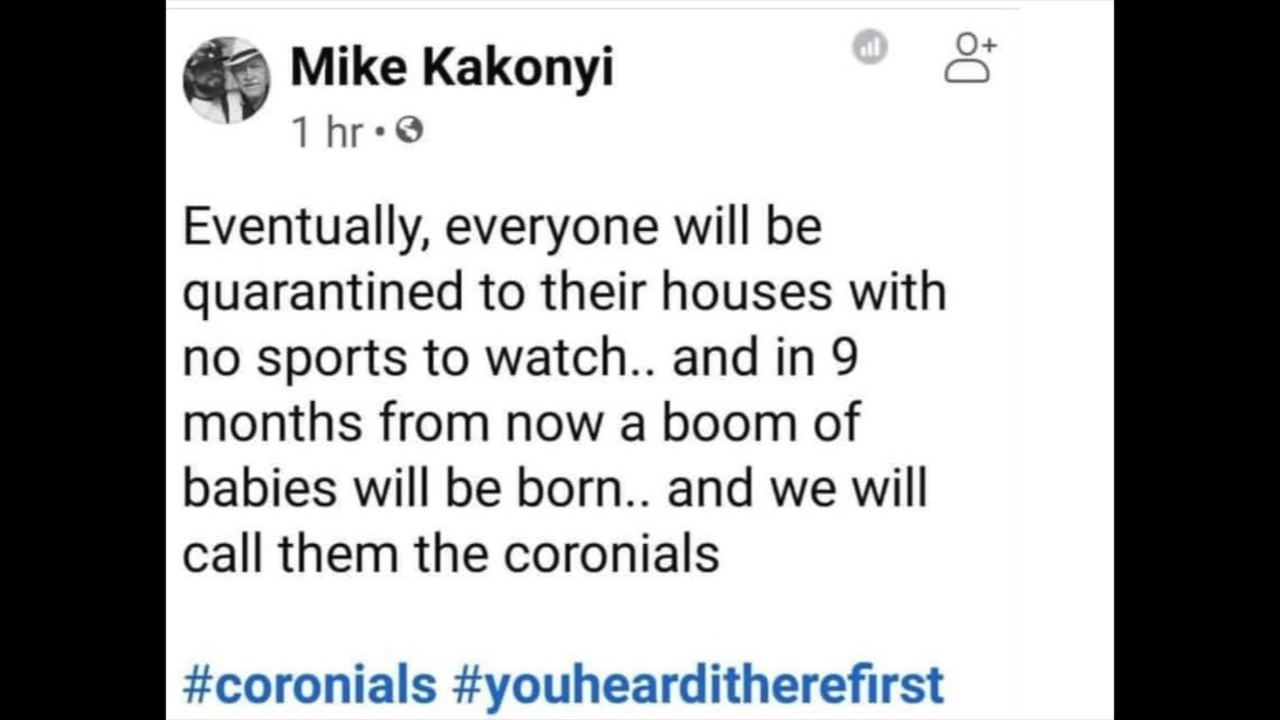 Mike Kakonyi
1 hr •
Eventually, everyone will be
quarantined to their houses with
no sports to watch.. and in 9
months from now a boom of
babies will be born.. and we will
call them the coronials
#coronials #youhearditherefirst